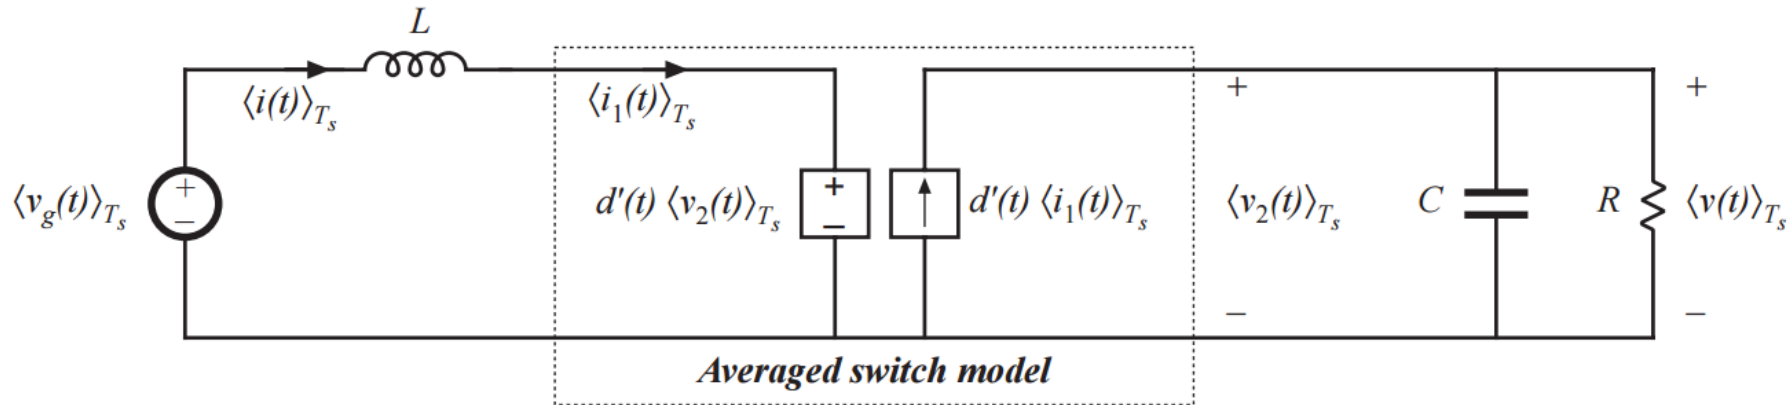 L
⟨i(t)⟩_{T_s}
⟨i_1(t)⟩_{T_s}
+
+
⟨v_g(t)⟩_{T_s}
+
−
d′(t) ⟨v_2(t)⟩_{T_s}
+
−
d′(t) ⟨i_1(t)⟩_{T_s}
⟨v_2(t)⟩_{T_s}
C
R
⟨v(t)⟩_{T_s}
−
−
Averaged switch model